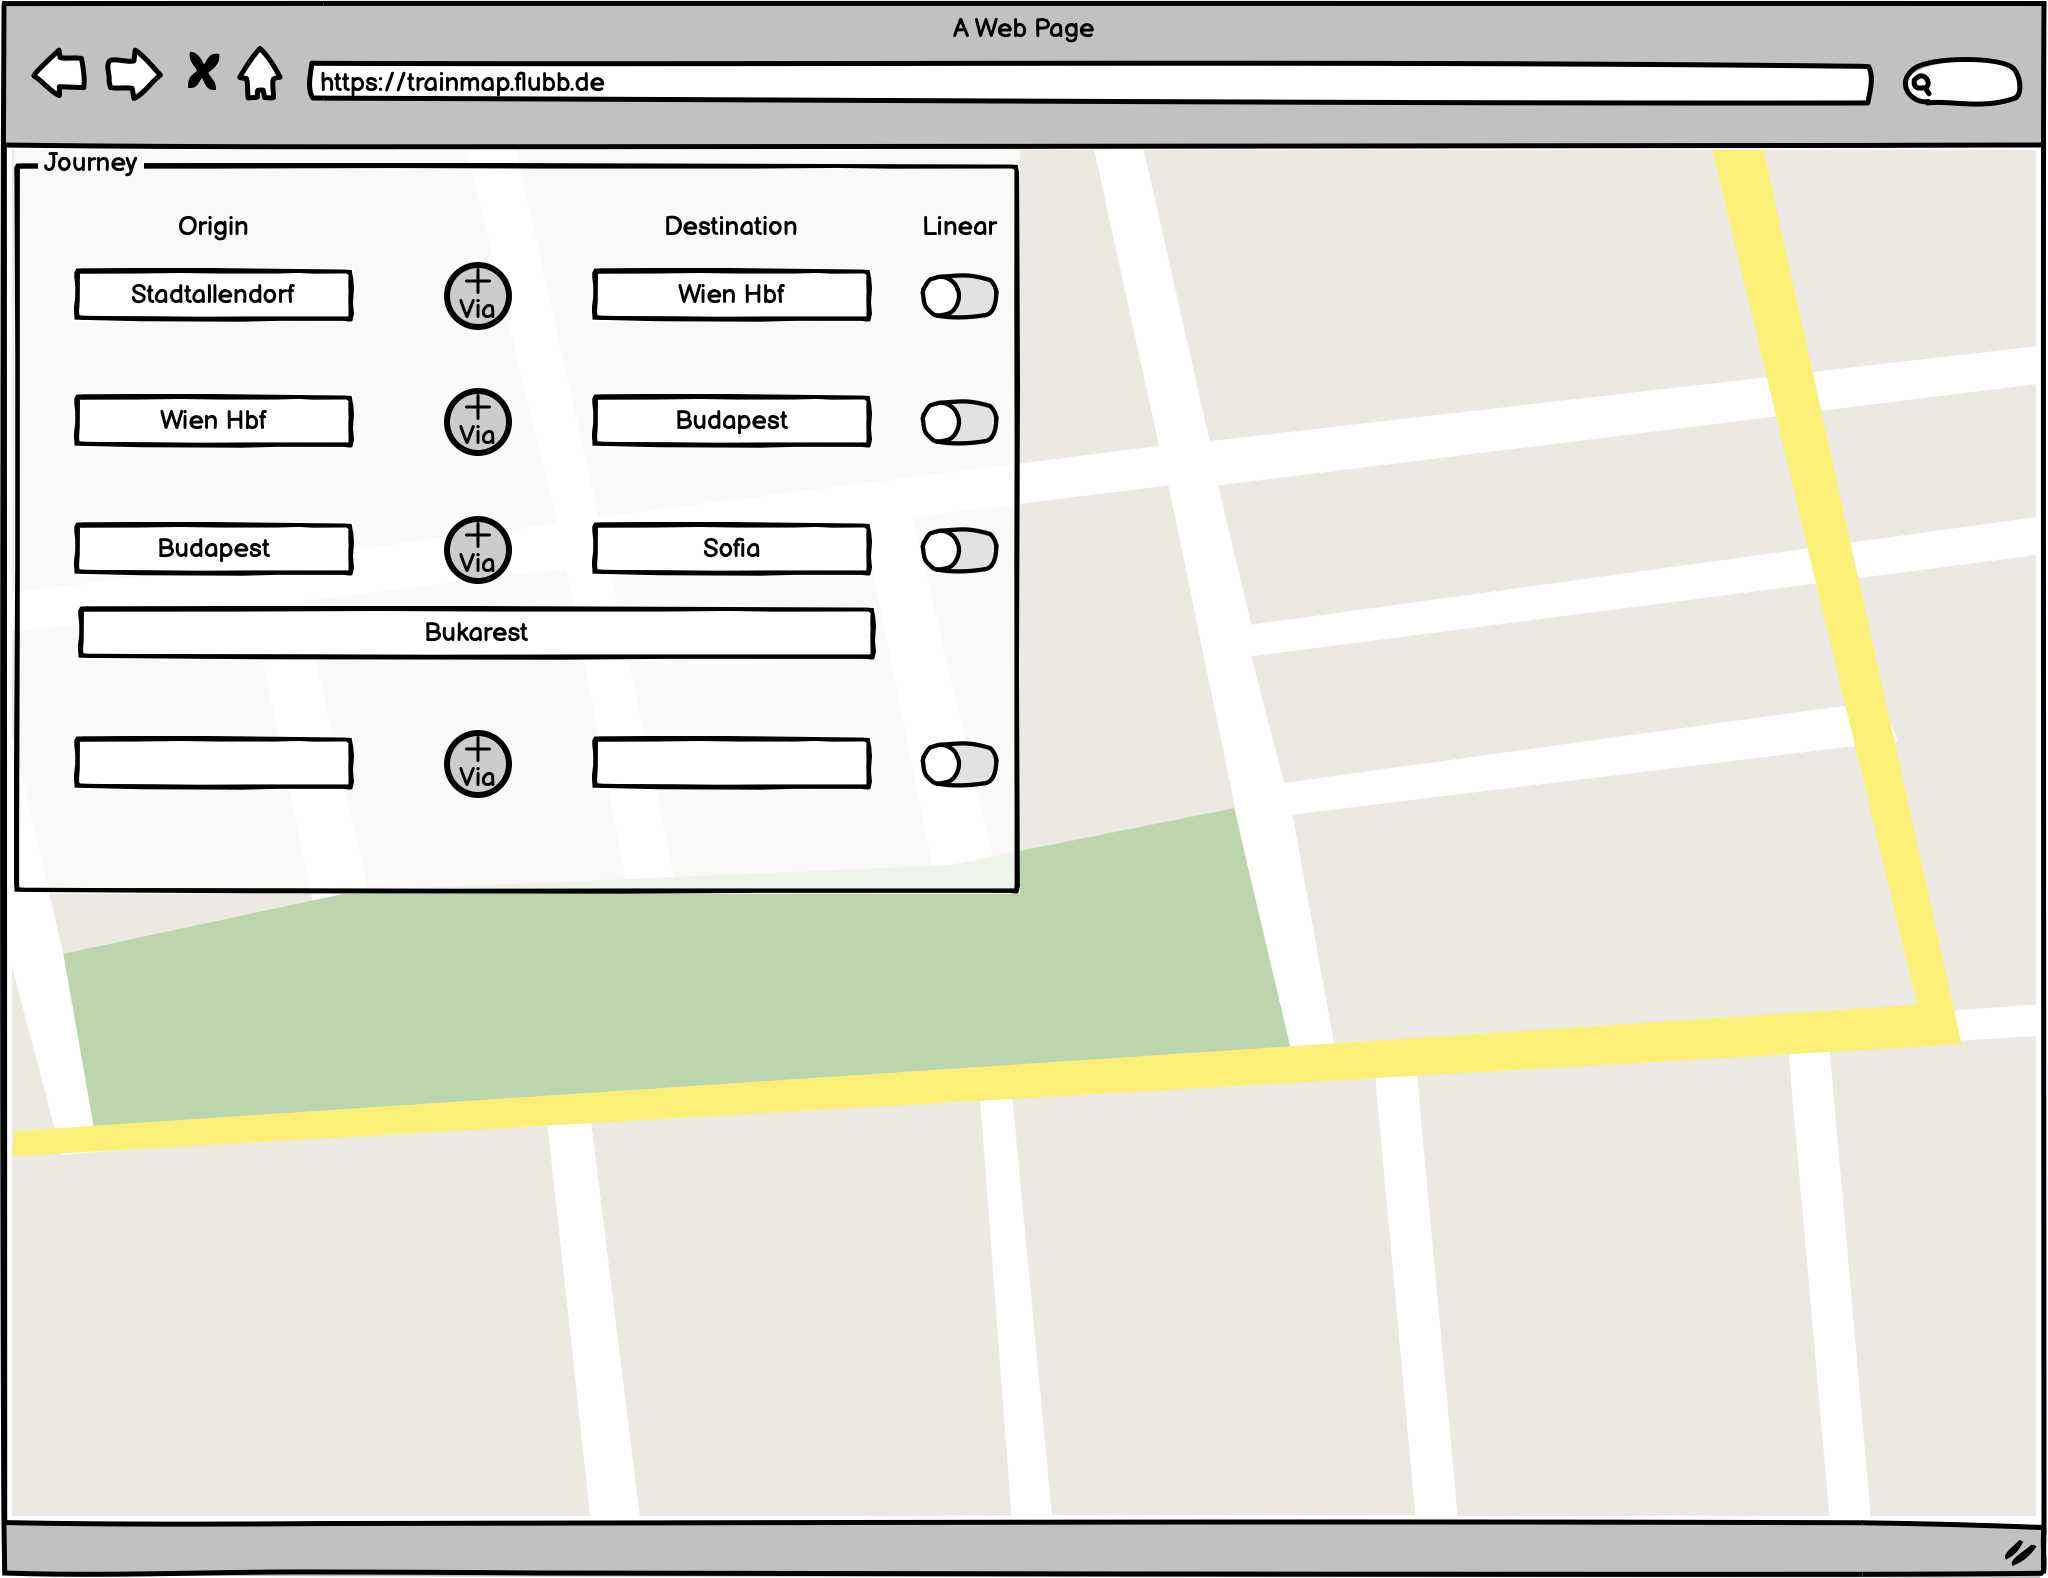 A Web Page
https://trainmap.flubb.de
Journey
Origin Destination Linear
Stadtallendorf + Via Wien Hbf
Wien Hbf + Via Budapest
Budapest + Via Sofia
Bukarest
+ Via